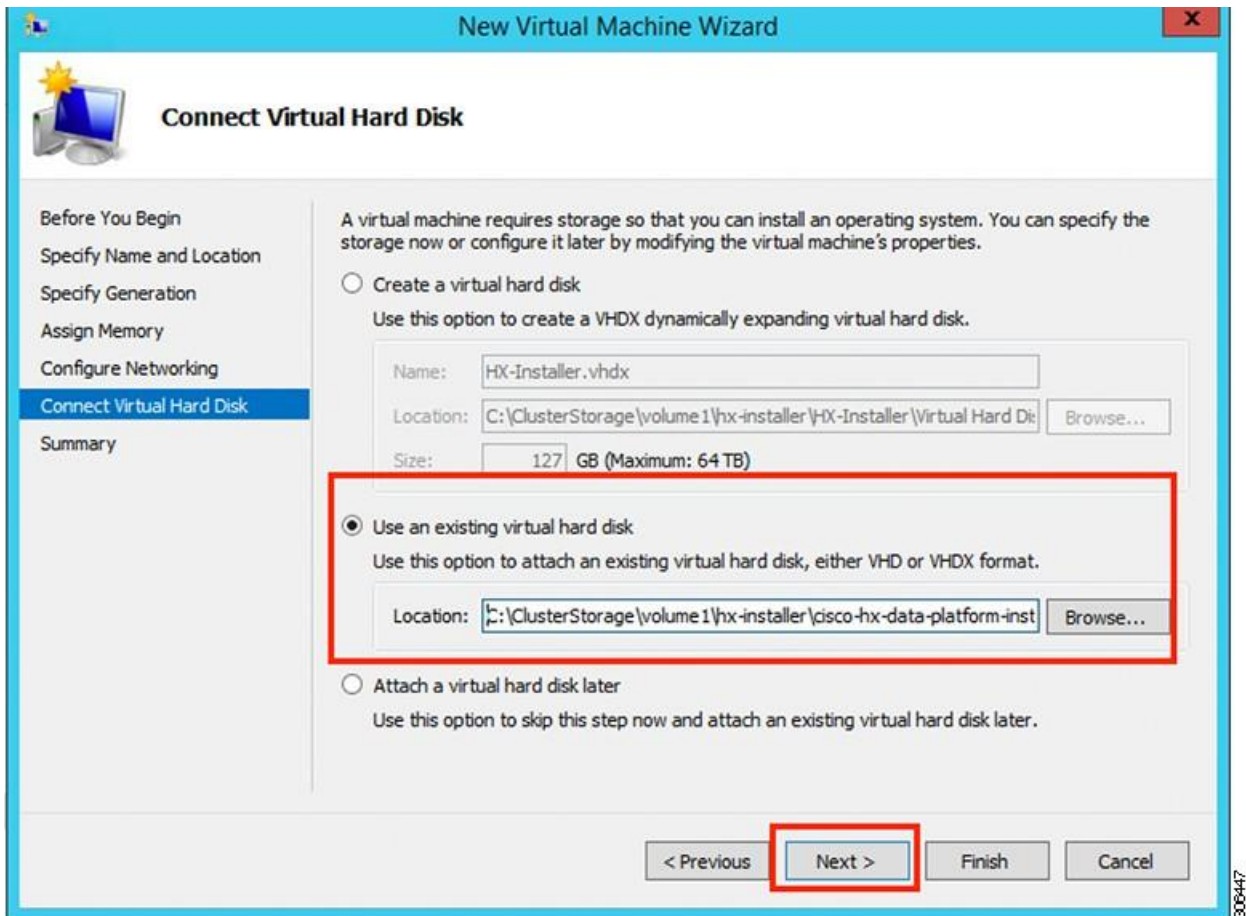 New Virtual Machine Wizard
x
Connect Virtual Hard Disk
Before You Begin
Specify Name and Location
Specify Generation
Assign Memory
Configure Networking
Connect Virtual Hard Disk
Summary
A virtual machine requires storage so that you can install an operating system. You can specify the
storage now or configure it later by modifying the virtual machine's properties.
Create a virtual hard disk
Use this option to create a VHDX dynamically expanding virtual hard disk.
Name: HX-Installer.vhdx
Location: C:\ClusterStorage\volume1\hx-installer\HX-Installer\Virtual Hard Di Browse...
Size: 127 GB (Maximum: 64 TB)
Use an existing virtual hard disk
Use this option to attach an existing virtual hard disk, either VHD or VHDX format.
Location: C:\ClusterStorage\volume1\hx-installer\cisco-hx-data-platform-inst Browse...
Attach a virtual hard disk later
Use this option to skip this step now and attach an existing virtual hard disk later.
< Previous Next > Finish Cancel
308447